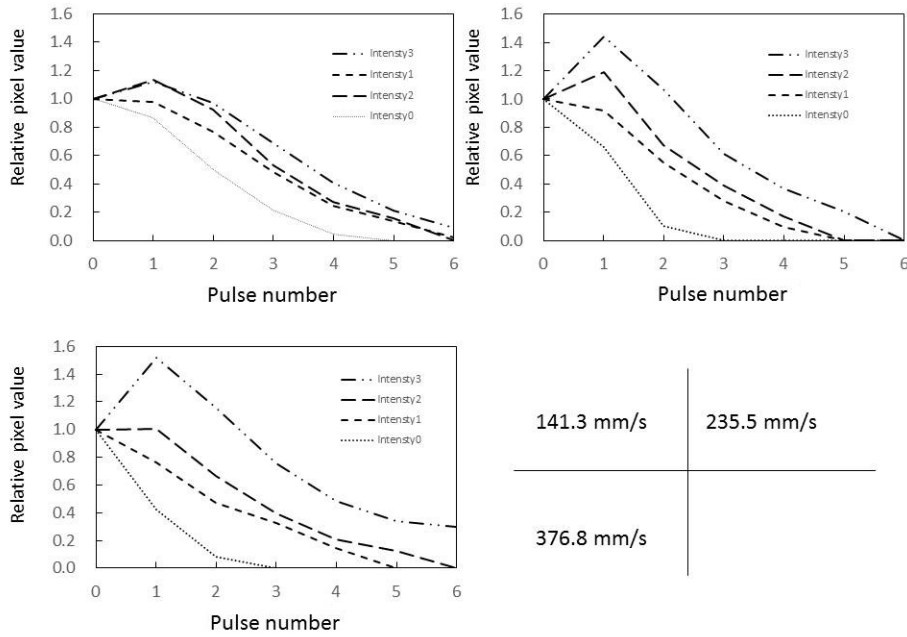 1.6
1.4
1.2
1.0
0.8
0.6
0.4
0.2
0.0
Relative pixel value
Intensty3
Intensty1
Intensty2
Intensty0
0 1 2 3 4 5 6
Pulse number
1.6
1.4
1.2
1.0
0.8
0.6
0.4
0.2
0.0
Relative pixel value
Intensty3
Intensty2
Intensty1
Intensty0
0 1 2 3 4 5 6
Pulse number
1.6
1.4
1.2
1.0
0.8
0.6
0.4
0.2
0.0
Relative pixel value
Intensty3
Intensty2
Intensty1
Intensty0
0 1 2 3 4 5 6
Pulse number
141.3 mm/s
235.5 mm/s
376.8 mm/s